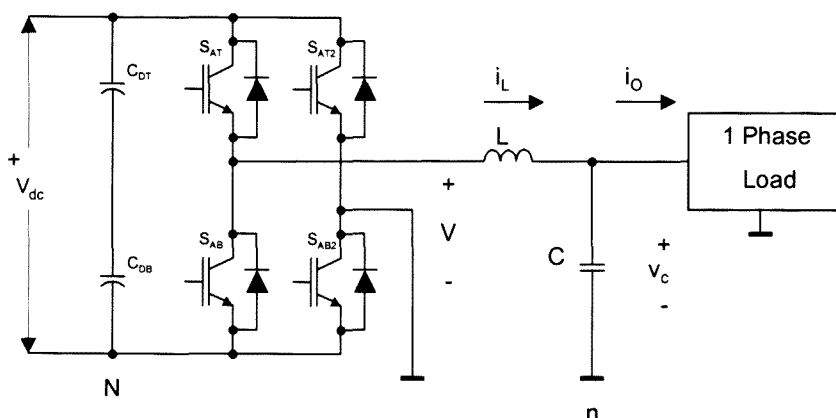 S_AT
S_AT2
C_DT
i_L
i_O
L
1 Phase
Load
+
V_dc
+
V
-
S_AB
S_AB2
C_DB
C
+
v_c
-
N
n